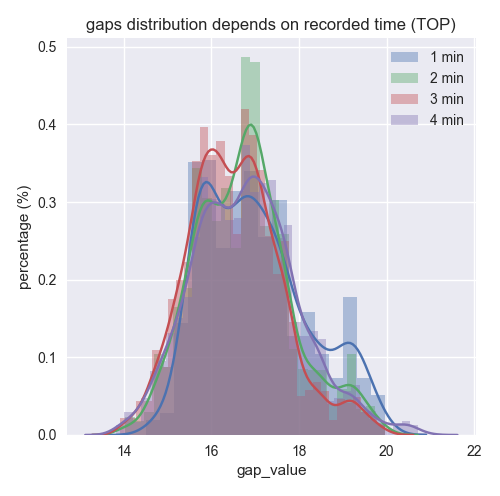 gaps distribution depends on recorded time (TOP)
0.5
0.4
0.3
0.2
0.1
0.0
percentage (%)
1 min
2 min
3 min
4 min
14
16
18
20
22
gap_value